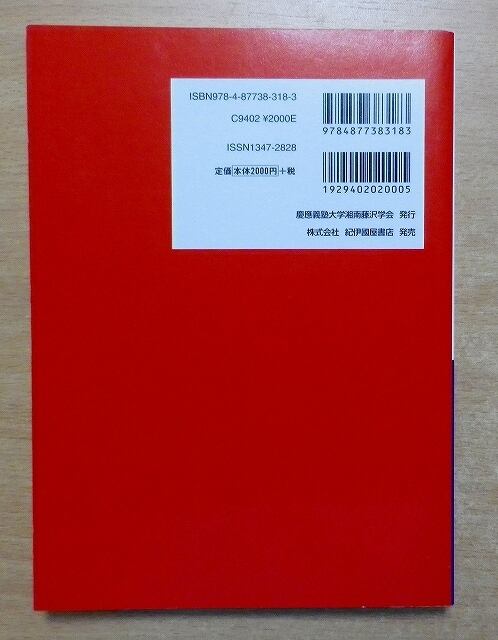 ISBN978-4-87738-318-3
C9402 ¥2000E
9784877383183
ISSN1347-2828
定価 本体2000円 +税
1929402020005
慶應義塾大学湘南藤沢学会 発行
株式会社 紀伊國屋書店 発売